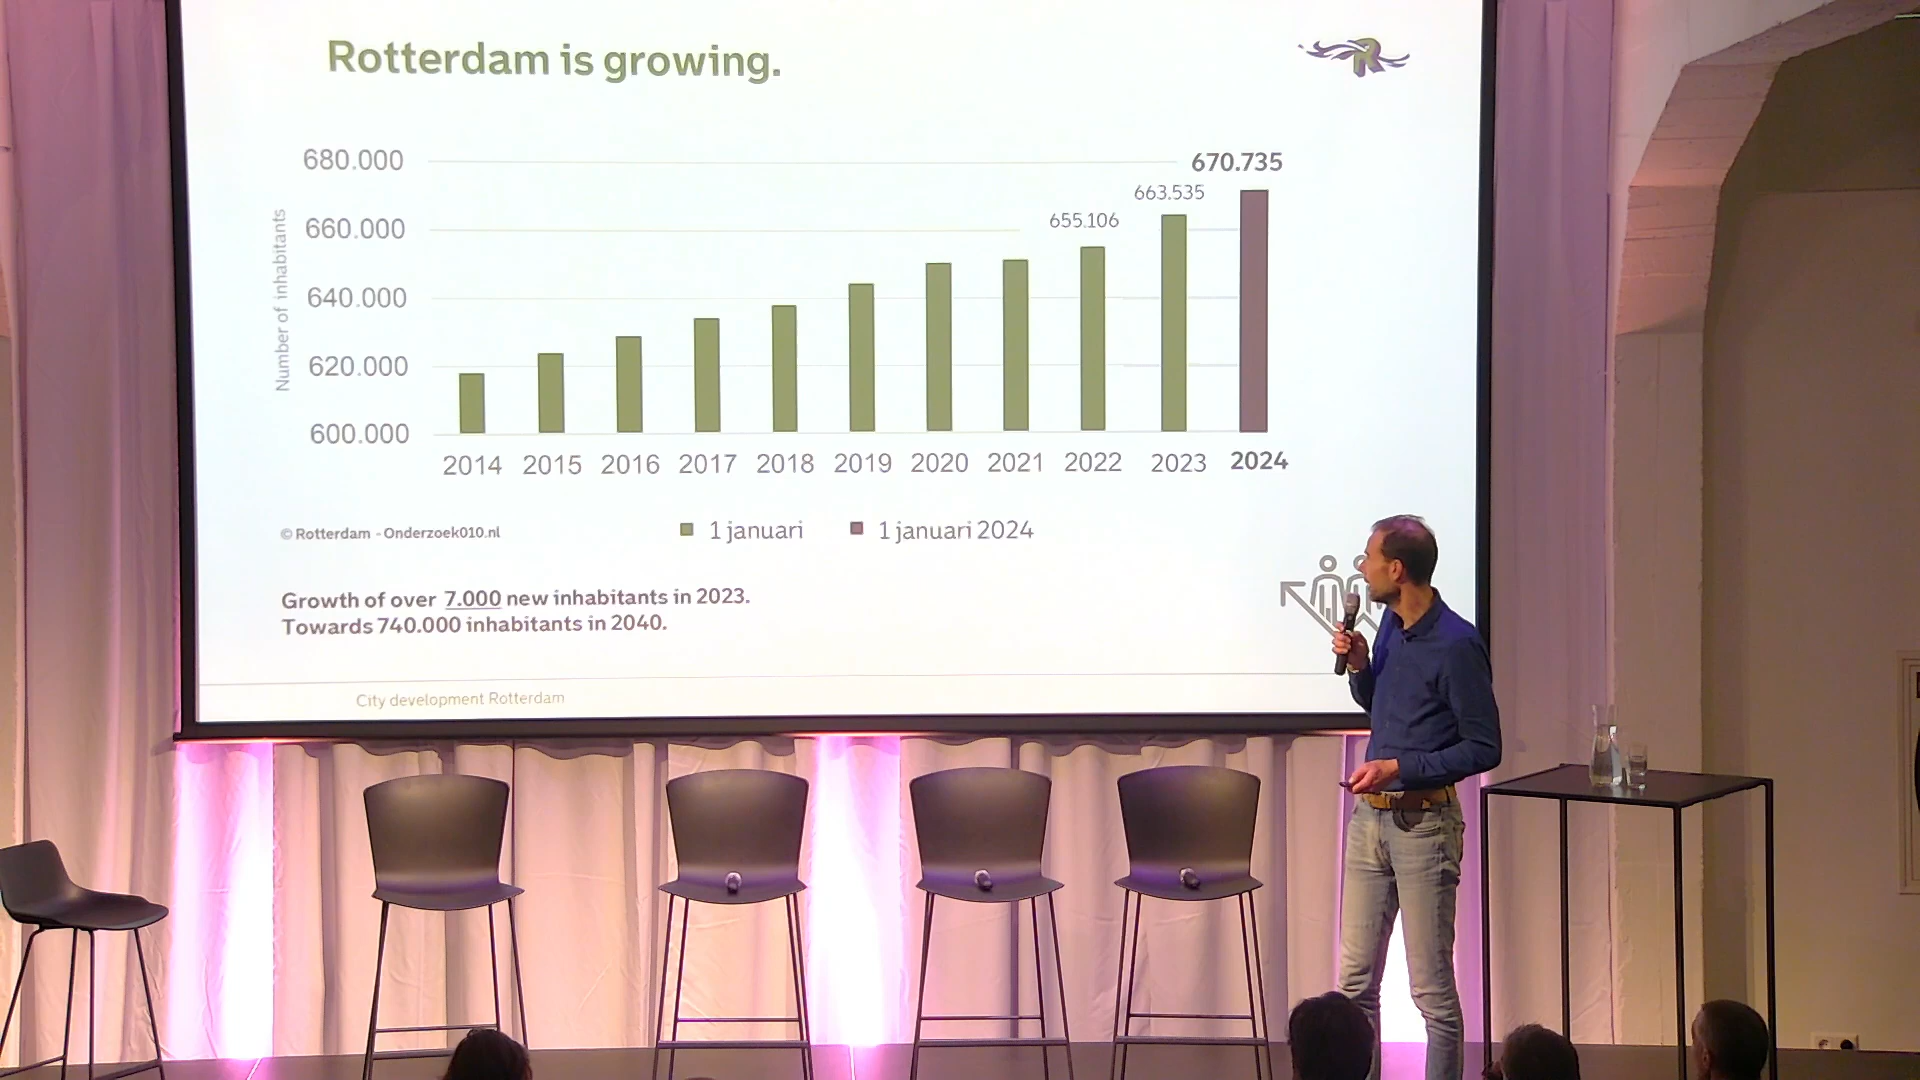 Rotterdam is growing.
R
680.000
660.000
640.000
620.000
600.000
Number of inhabitants
655.106
663.535
670.735
2014 2015 2016 2017 2018 2019 2020 2021 2022 2023 2024
© Rotterdam - Onderzoek010.nl
1 januari
1 januari 2024
Growth of over 7.000 new inhabitants in 2023.
Towards 740.000 inhabitants in 2040.
City development Rotterdam